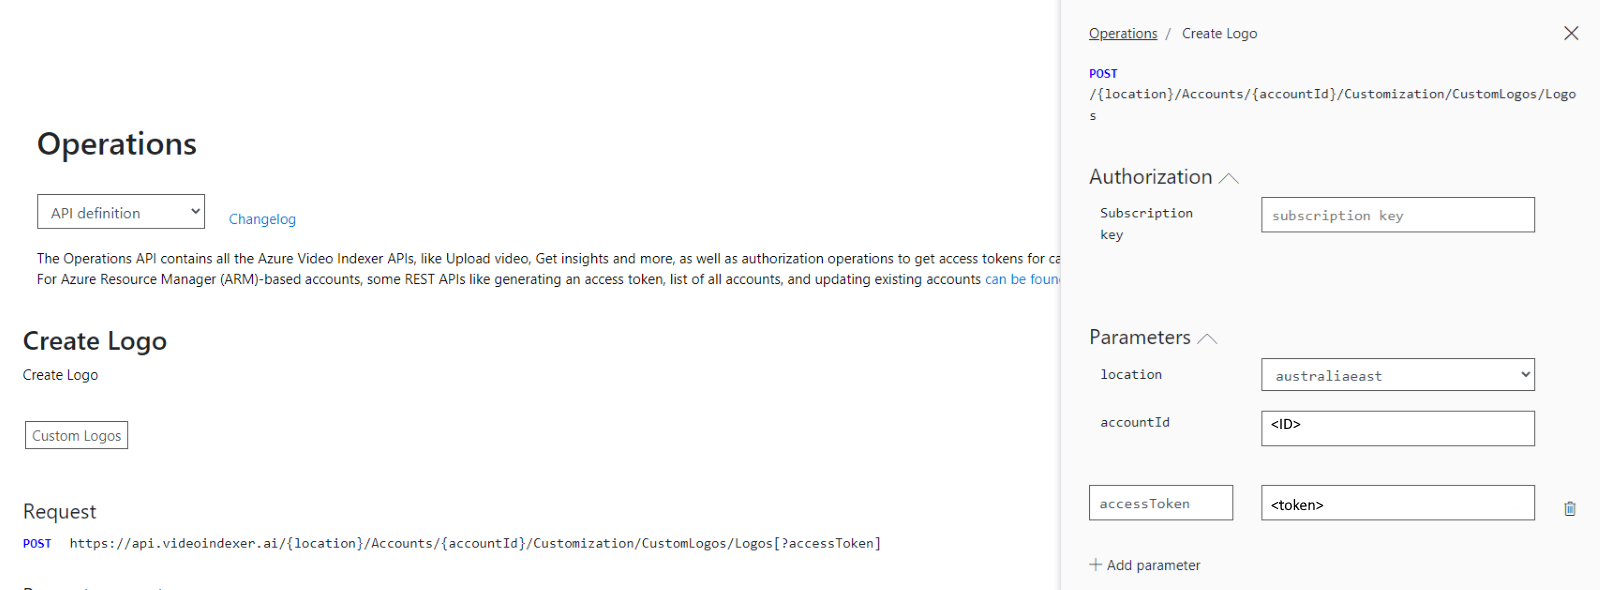 Operations
API definition
Changelog
The Operations API contains all the Azure Video Indexer APIs, like Upload video, Get insights and more, as well as authorization operations to get access tokens for ca
For Azure Resource Manager (ARM)-based accounts, some REST APIs like generating an access token, list of all accounts, and updating existing accounts can be foun
Create Logo
Create Logo
Custom Logos
Request
POST https://api.videoindexer.ai/{location}/Accounts/{accountId}/Customization/CustomLogos/Logos[?accessToken]
Operations / Create Logo
POST
/{location}/Accounts/{accountId}/Customization/CustomLogos/Logo
s
Authorization
Subscription
key
subscription key
Parameters
location
australiaeast
accountId
<ID>
accessToken
<token>
Add parameter